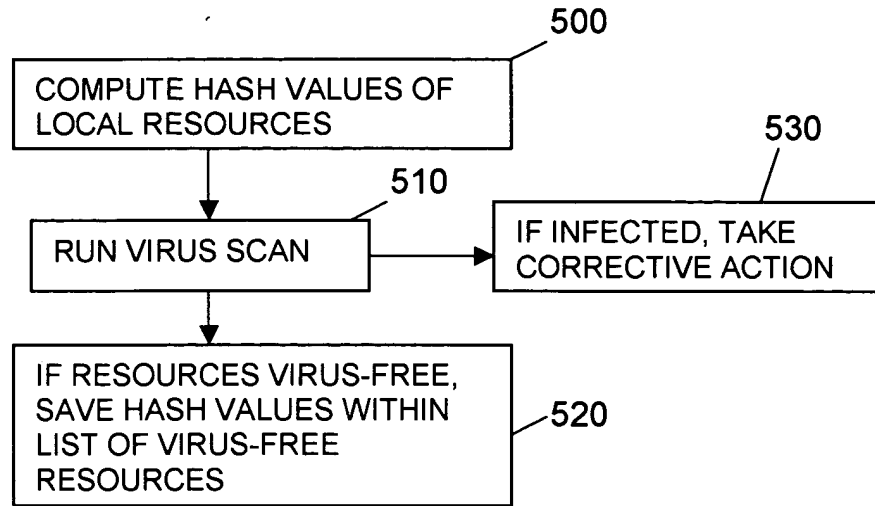 500
COMPUTE HASH VALUES OF
LOCAL RESOURCES
510
530
RUN VIRUS SCAN
IF INFECTED, TAKE
CORRECTIVE ACTION
IF RESOURCES VIRUS-FREE,
SAVE HASH VALUES WITHIN
LIST OF VIRUS-FREE
RESOURCES
520